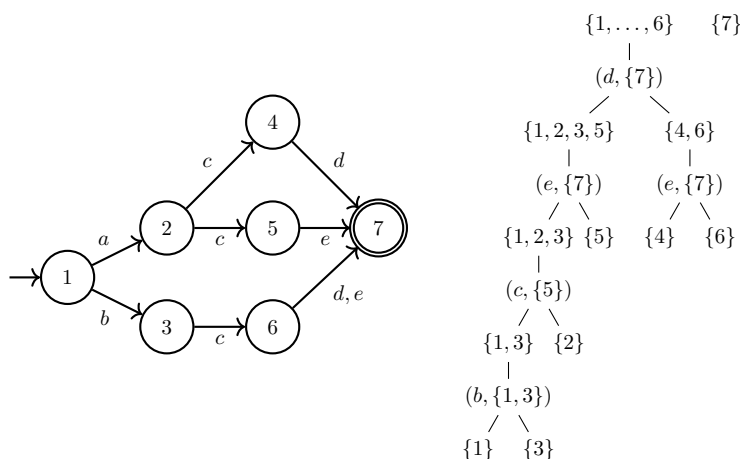 {1, . . . , 6} {7}
(d, {7})
{1, 2, 3, 5} {4, 6}
(e, {7}) (e, {7})
{1, 2, 3} {5} {4} {6}
(c, {5})
{1, 3} {2}
(b, {1, 3})
{1} {3}
4
c d
2 c 5 e 7
a
1
b d, e
3 c 6